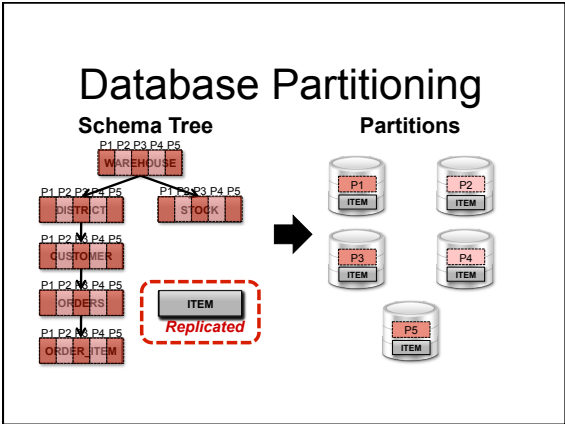 Database Partitioning
Schema Tree
P1 P2 P3 P4 P5
WAREHOUSE
P1 P2 P3 P4 P5
DISTRICT
P1 P2 P3 P4 P5
STOCK
P1 P2 P3 P4 P5
CUSTOMER
P1 P2 P3 P4 P5
ORDERS
P1 P2 P3 P4 P5
ORDER_ITEM
ITEM
Replicated
Partitions
P1
ITEM
P2
ITEM
P3
ITEM
P4
ITEM
P5
ITEM